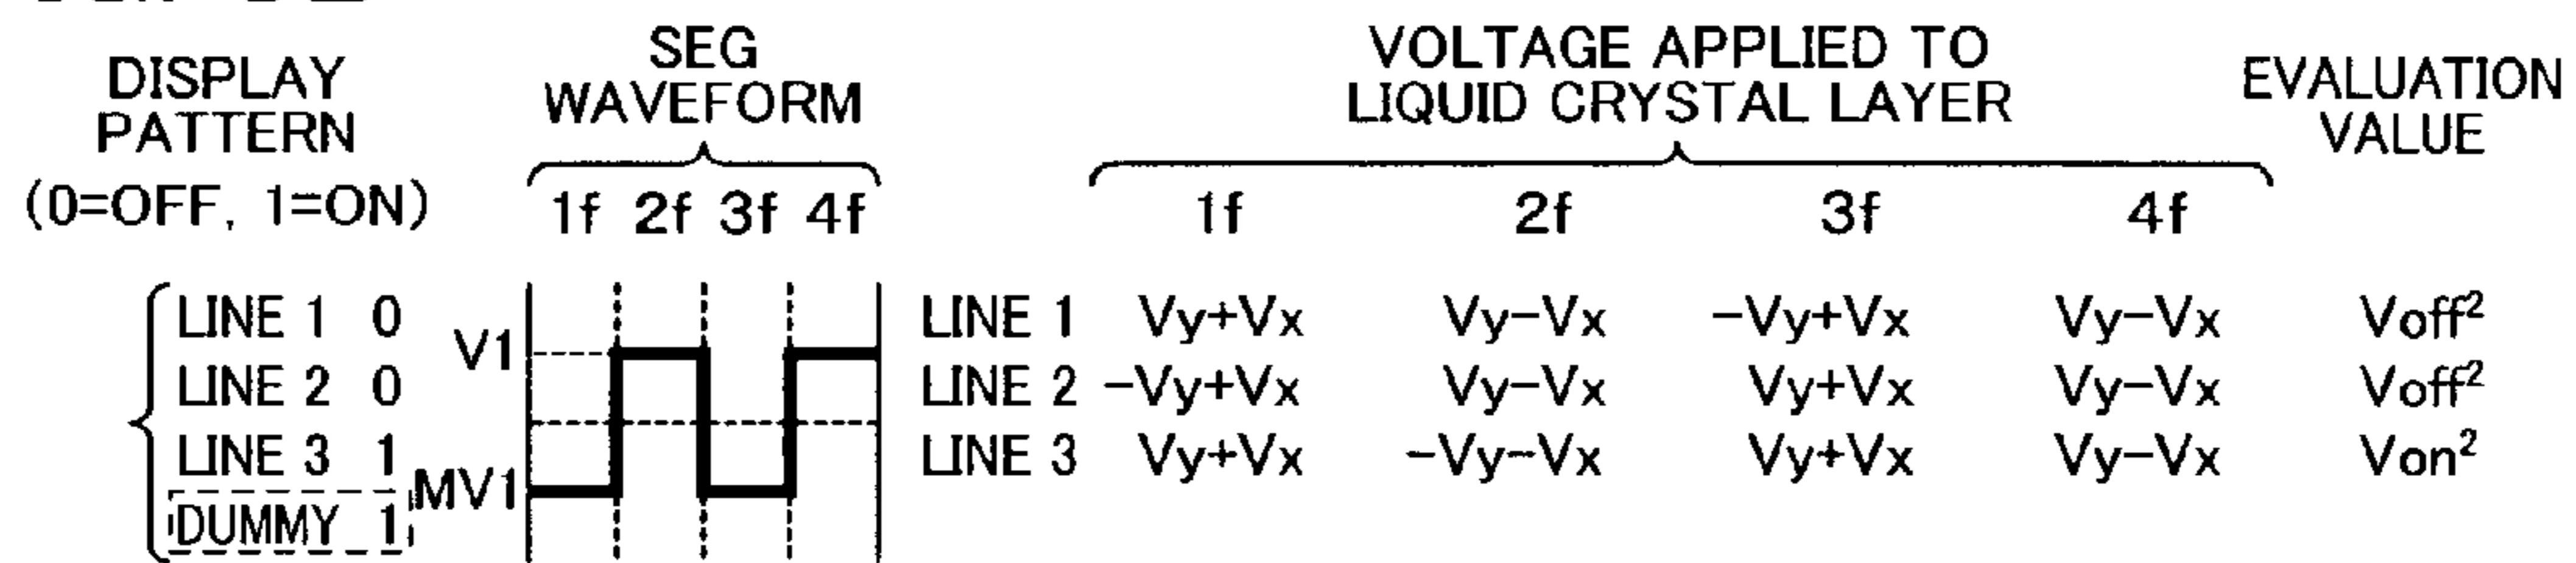 DISPLAY
PATTERN
(0=OFF, 1=ON)
SEG
WAVEFORM
1f 2f 3f 4f
VOLTAGE APPLIED TO
LIQUID CRYSTAL LAYER
1f 2f 3f 4f
EVALUATION
VALUE
LINE 1 0
LINE 2 0
LINE 3 1
DUMMY 1
V1
MV1
LINE 1 Vy+Vx Vy−Vx −Vy+Vx Vy−Vx Voff²
LINE 2 −Vy+Vx Vy−Vx Vy+Vx Vy−Vx Voff²
LINE 3 Vy+Vx −Vy−Vx Vy+Vx Vy−Vx Von²